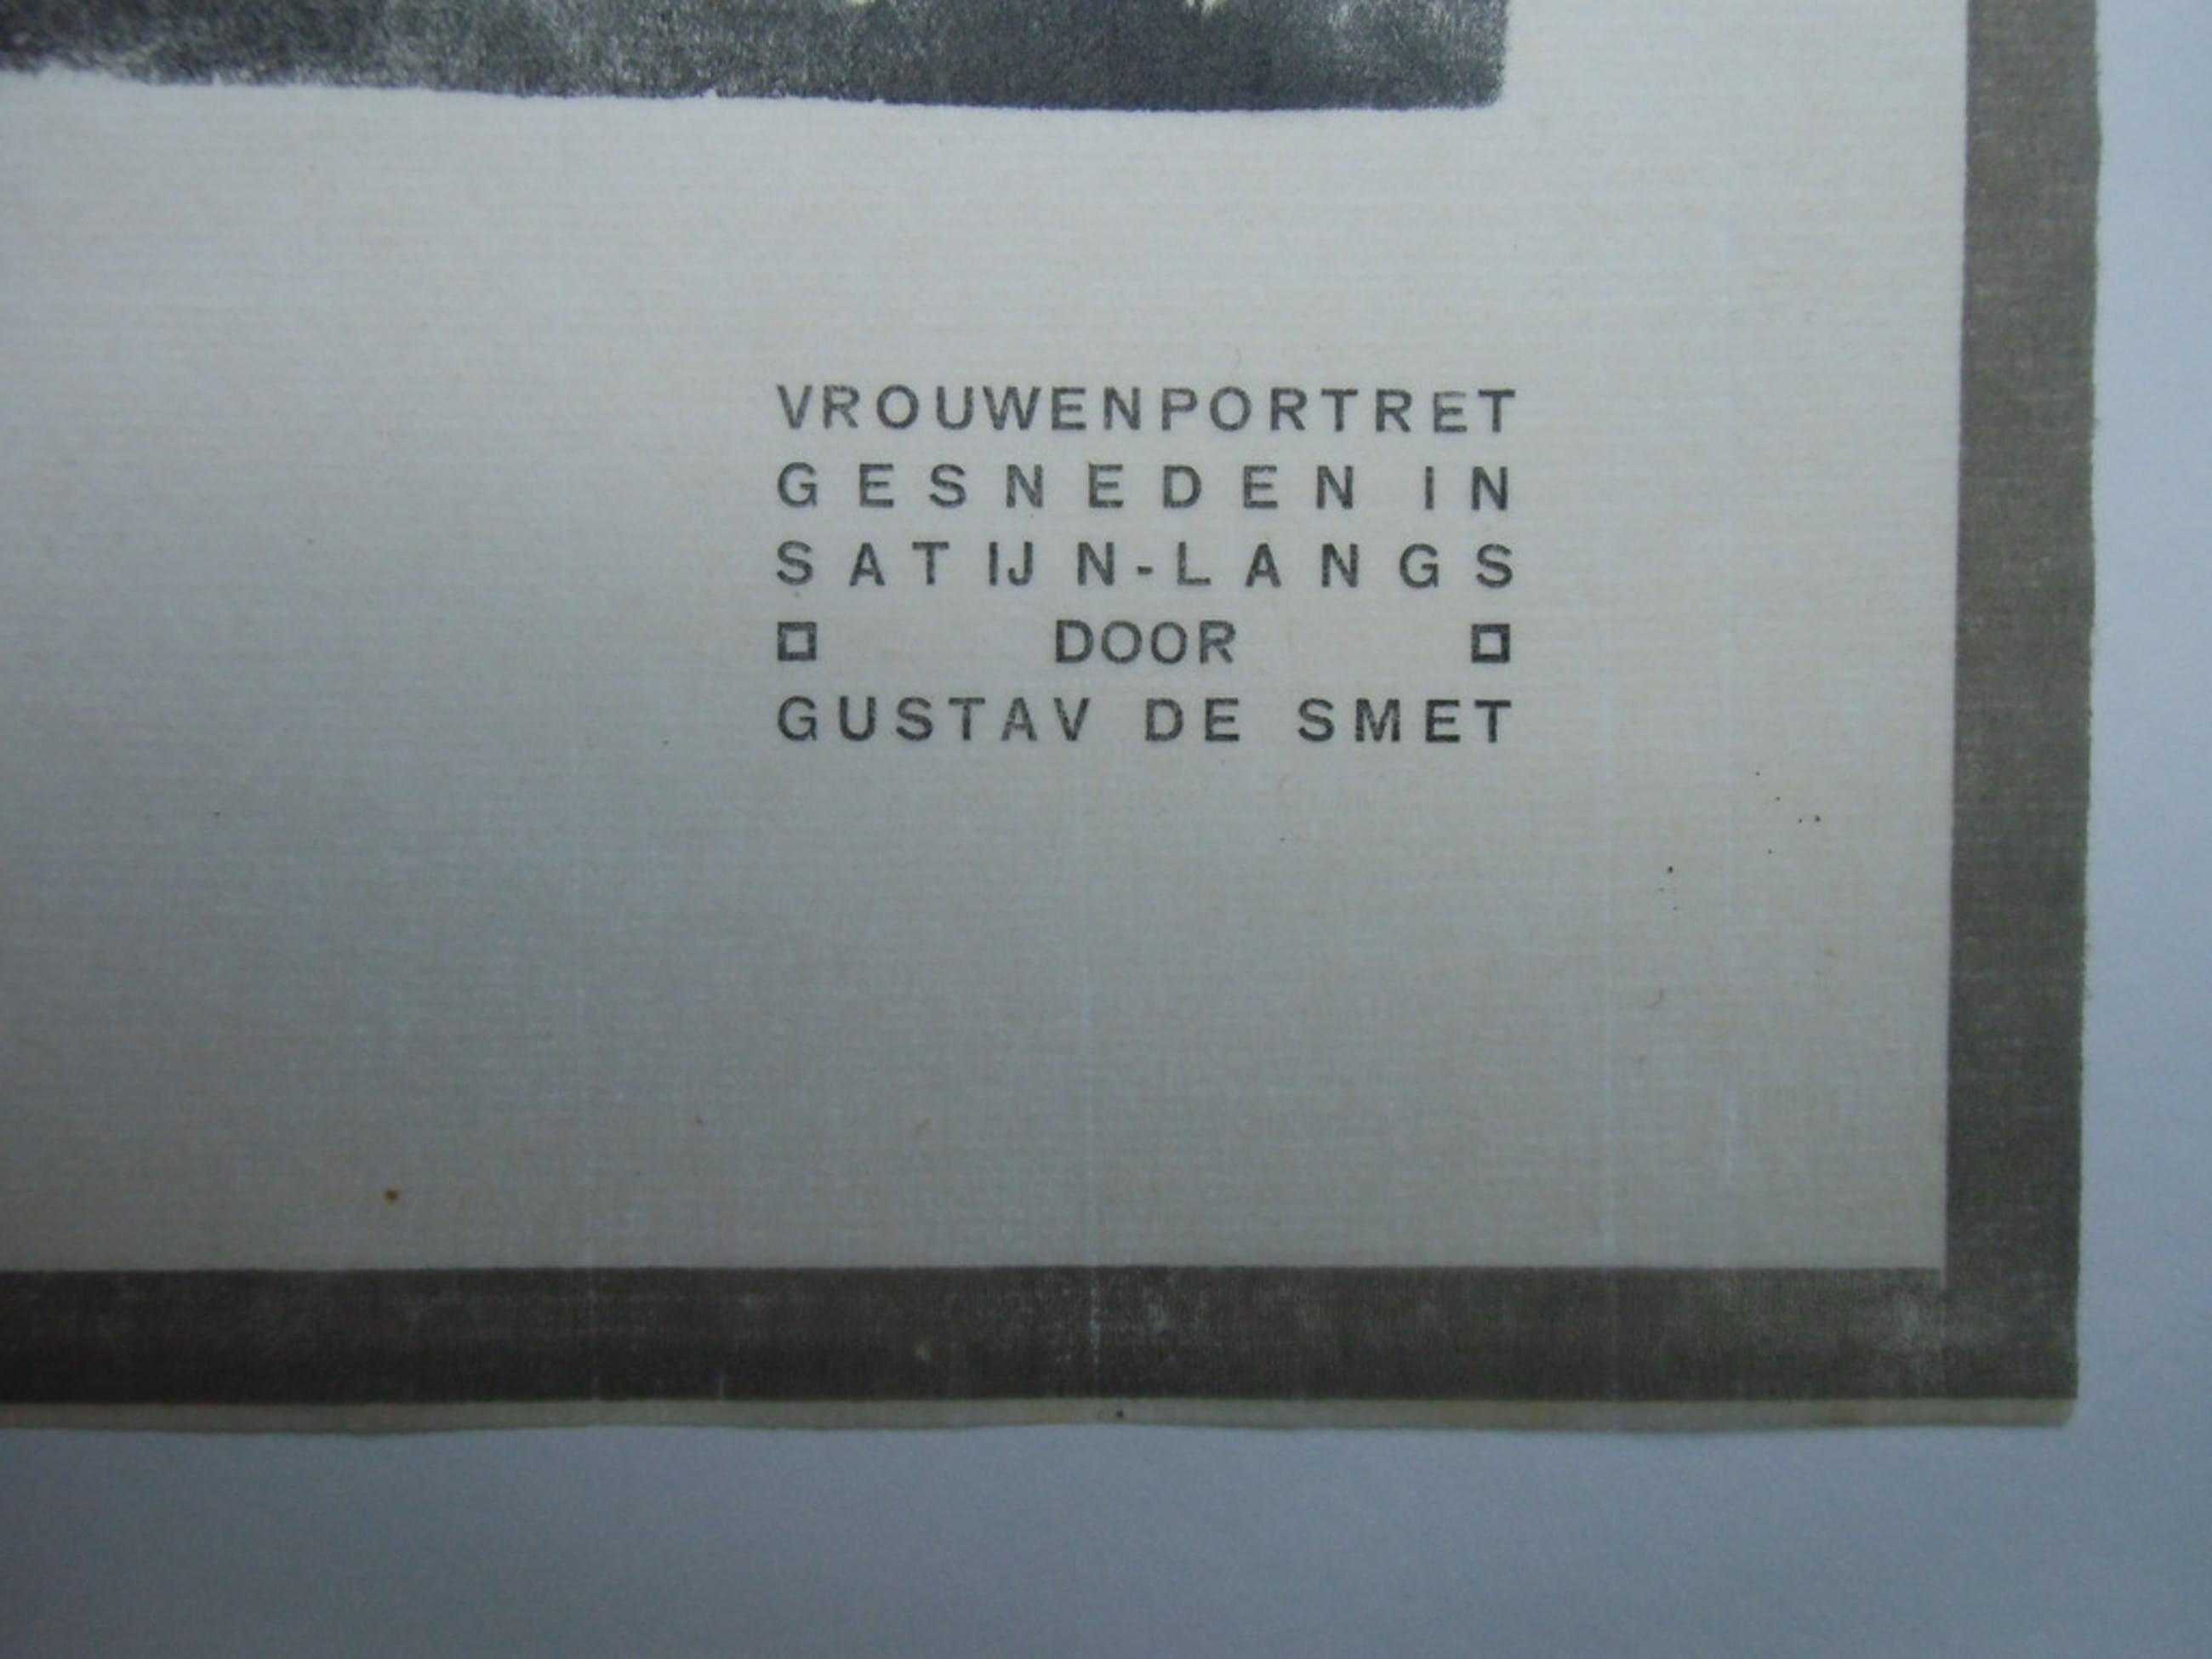 VROUWENPORTRET
GESNEDEN IN
SATIJN-LANGS
DOOR
GUSTAV DE SMET